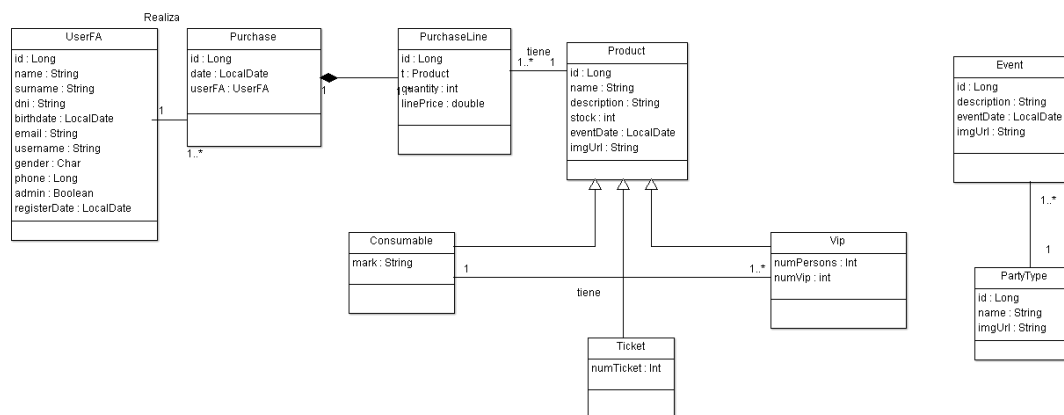 Realiza
UserFA
id : Long
name : String
surname : String
dni : String
birthdate : LocalDate
email : String
username : String
gender : Char
phone : Long
admin : Boolean
registerDate : LocalDate
1
1..*
Purchase
id : Long
date : LocalDate
userFA : UserFA
1
1..*
PurchaseLine
id : Long
t : Product
quantity : int
linePrice : double
tiene
1..*
1
Product
id : Long
name : String
description : String
stock : int
eventDate : LocalDate
imgUrl : String
Event
id : Long
description : String
eventDate : LocalDate
imgUrl : String
1..*
1
PartyType
id : Long
name : String
imgUrl : String
Consumable
mark : String
1
tiene
1..*
Vip
numPersons : Int
numVip : int
Ticket
numTicket : Int